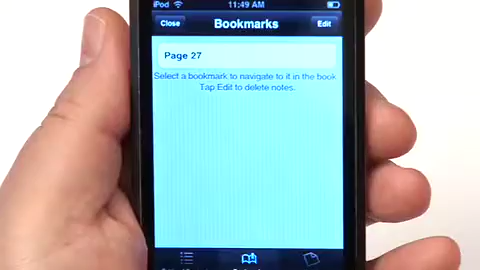 iPod 11:49 AM
Close Bookmarks Edit
Page 27
Select a bookmark to navigate to it in the book
Tap Edit to delete notes.